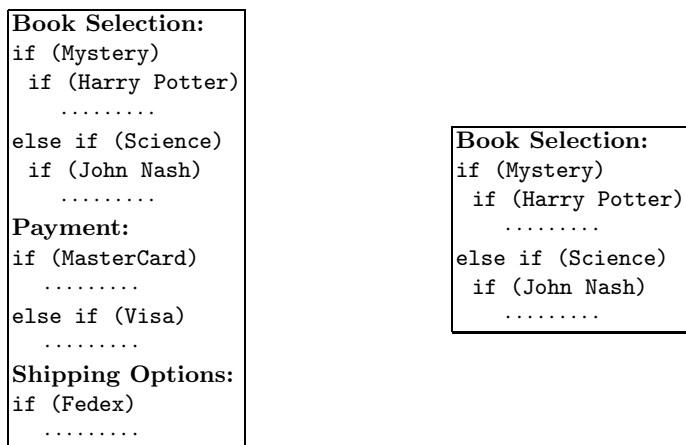 Book Selection:
if (Mystery)
if (Harry Potter)
.........
else if (Science)
if (John Nash)
.........
Payment:
if (MasterCard)
.........
else if (Visa)
.........
Shipping Options:
if (Fedex)
.........
Book Selection:
if (Mystery)
if (Harry Potter)
.........
else if (Science)
if (John Nash)
.........